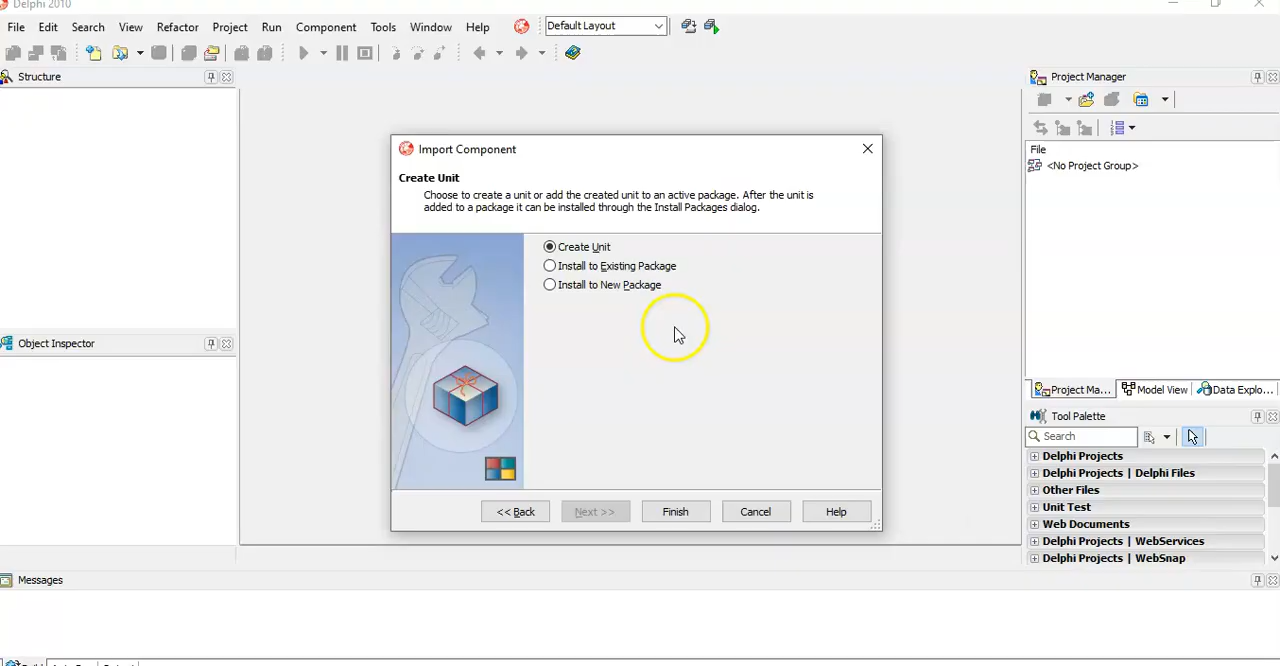 Delphi 2010
File Edit Search View Refactor Project Run Component Tools Window Help Default Layout
Structure
Object Inspector
Import Component
Create Unit
Choose to create a unit or add the created unit to an active package. After the unit is
added to a package it can be installed through the Install Packages dialog.
Create Unit
Install to Existing Package
Install to New Package
<< Back Next >> Finish Cancel Help
Project Manager
File
<No Project Group>
Project Ma... Model View Data Explo...
Tool Palette
Search
Delphi Projects
Delphi Projects | Delphi Files
Other Files
Unit Test
Web Documents
Delphi Projects | WebServices
Delphi Projects | WebSnap
Messages